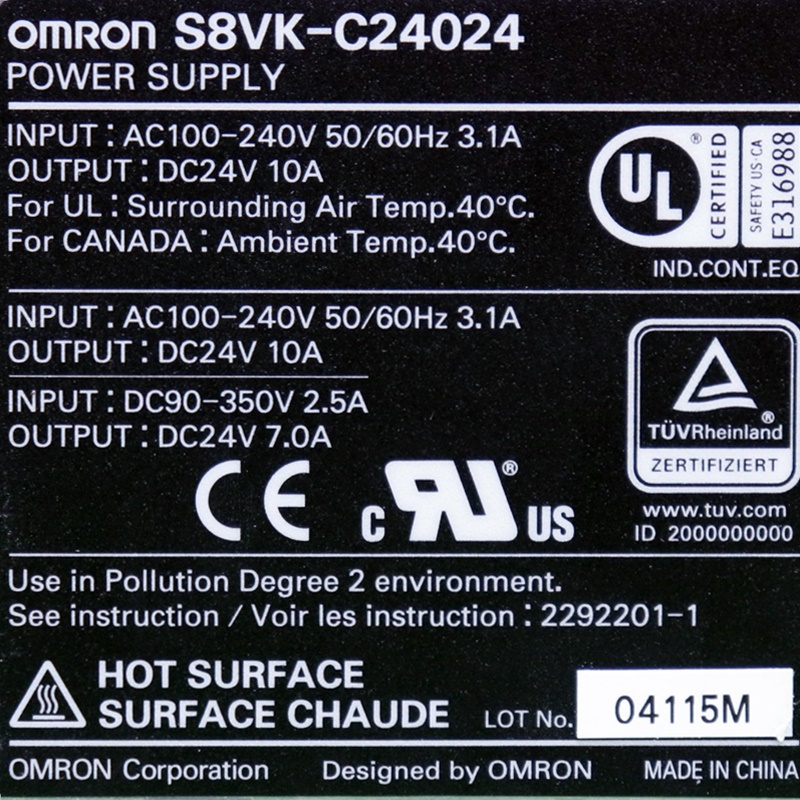 OMRON S8VK-C24024
POWER SUPPLY
INPUT : AC100-240V 50/60Hz 3.1A
OUTPUT : DC24V 10A
For UL : Surrounding Air Temp.40°C.
For CANADA : Ambient Temp.40°C.
UL ® CERTIFIED
SAFETY US·CA
E316988
IND.CONT.EQ
INPUT : AC100-240V 50/60Hz 3.1A
OUTPUT : DC24V 10A
INPUT : DC90-350V 2.5A
OUTPUT : DC24V 7.0A
TÜVRheinland ®
ZERTIFIZIERT
www.tuv.com
ID 2000000000
CE
C RU ® US
Use in Pollution Degree 2 environment.
See instruction / Voir les instruction : 2292201-1
HOT SURFACE
SURFACE CHAUDE
LOT No. 04115M
OMRON Corporation Designed by OMRON MADE IN CHINA